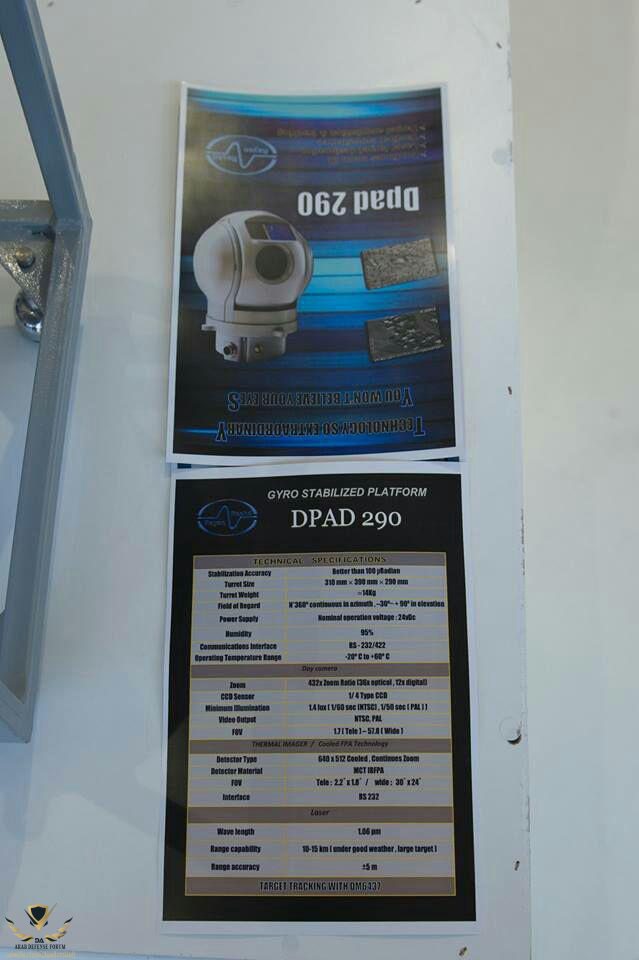 Rayan Roshd
Dpad 290
TECHNOLOGY SO EXTRAORDINARY
YOU WON'T BELIEVE YOUR EYES
Rayan Roshd
GYRO STABILIZED PLATFORM
DPAD 290
TECHNICAL SPECIFICATIONS
Stabilization Accuracy Better than 100 µRadian
Turret Size 310 mm × 390 mm × 290 mm
Turret Weight ≈14Kg
Field of Regard N*360° continuous in azimuth , -30°~ + 90° in elevation
Power Supply Nominal operation voltage : 24vDc
Humidity 95%
Communications Interface RS - 232/422
Operating Temperature Range -20° C to +60° C
Day camera
Zoom 432x Zoom Ratio (36x optical , 12x digital)
CCD Sensor 1/ 4 Type CCD
Minimum Illumination 1.4 lux ( 1/60 sec (NTSC) , 1/50 sec ( PAL ) )
Video Output NTSC, PAL
FOV 1.7 ( Tele ) – 57.8 ( Wide )
THERMAL IMAGER / Cooled FPA Technology
Detector Type 640 x 512 Cooled , Continues Zoom
Detector Material MCT IRFPA
FOV Tele : 2.2° x 1.8° / wide : 30° x 24°
Interface RS 232
Laser
Wave length 1.06 µm
Range capability 10-15 km ( under good weather , large target )
Range accuracy ±5 m
TARGET TRACKING WITH DM6437
ARAB DEFENSE FORUM